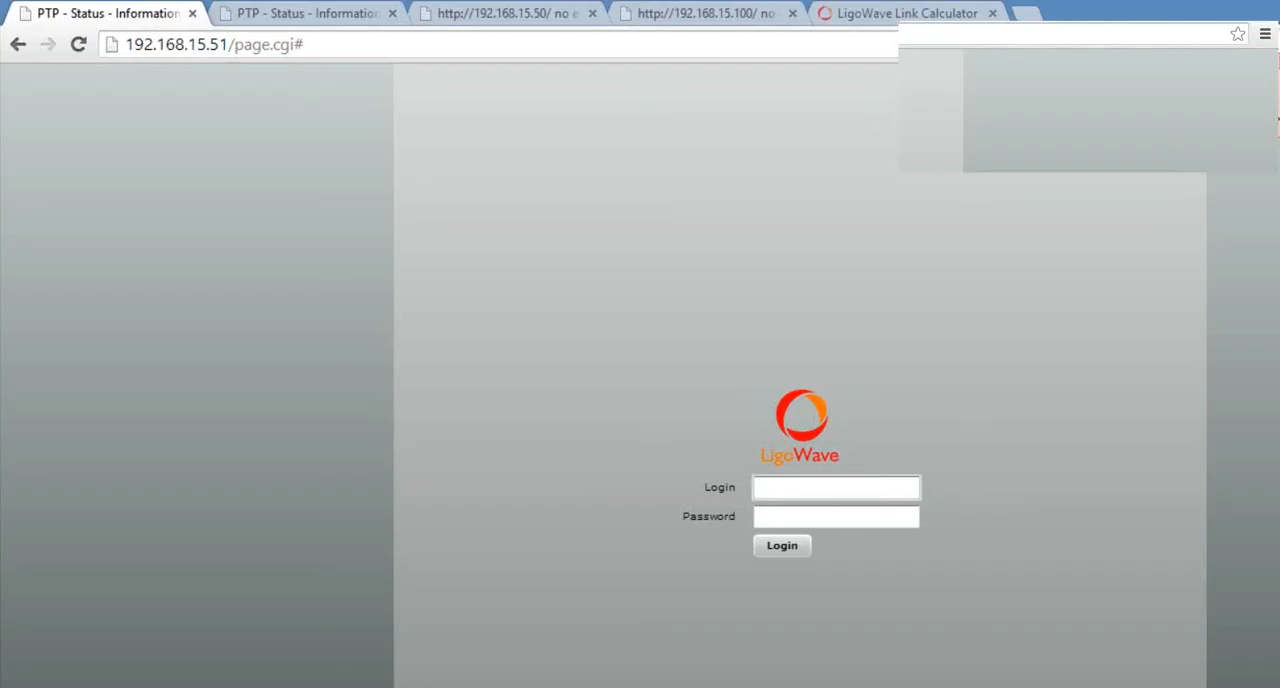 PTP - Status - Information
PTP - Status - Information
http://192.168.15.50/ no e
http://192.168.15.100/ no
LigoWave Link Calculator
192.168.15.51/page.cgi#
LigoWave
Login
Password
Login